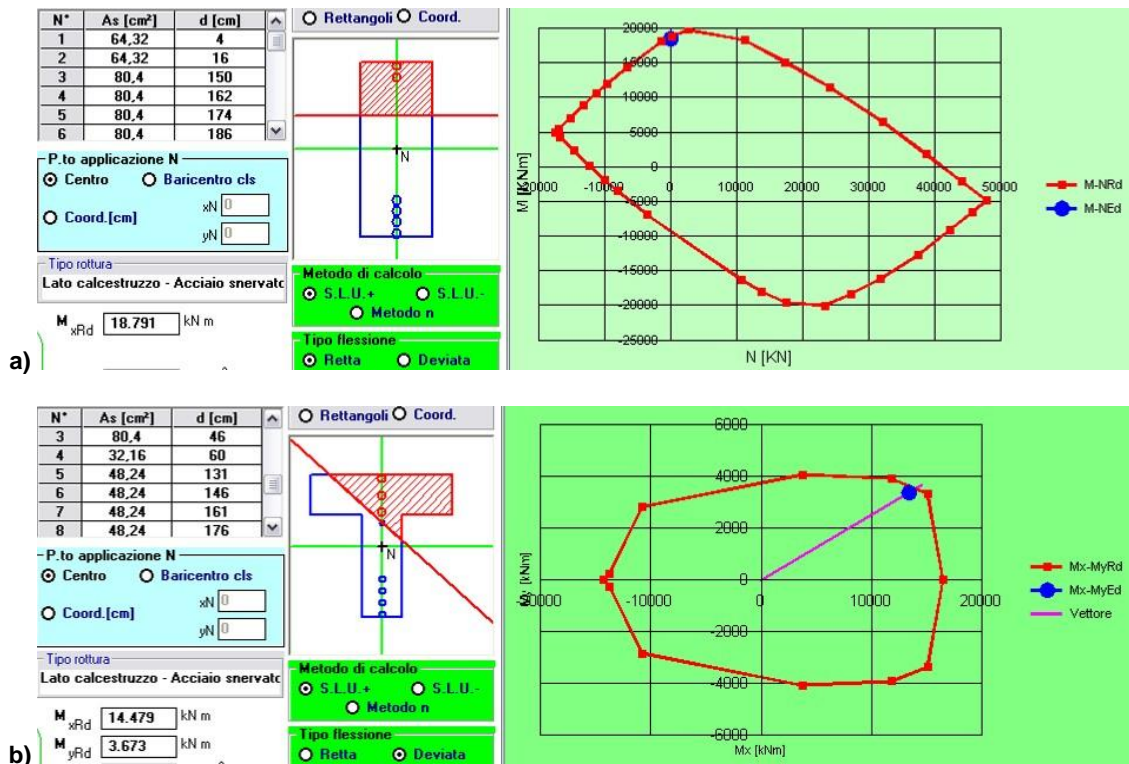 N° As [cm²] d [cm]
1 64,32 4
2 64,32 16
3 80,4 150
4 80,4 162
5 80,4 174
6 80,4 186
P.to applicazione N
Centro Baricentro cls
Coord.[cm]
xN 0
yN 0
Tipo rottura
Lato calcestruzzo - Acciaio snervatc
M xRd 18.791 kN m
a)
Rettangoli Coord.
N
Metodo di calcolo
S.L.U.+ S.L.U.-
Metodo n
Tipo flessione
Retta Deviata
20000
15000
10000
5000
0
-5000
-10000
-15000
-20000
-25000
20000 -10000 0 10000 20000 30000 40000 50000
M [KNm]
N [KN]
M-NRd
M-NEd
N° As [cm²] d [cm]
3 80,4 46
4 32,16 60
5 48,24 131
6 48,24 146
7 48,24 161
8 48,24 176
P.to applicazione N
Centro Baricentro cls
Coord.[cm]
xN 0
yN 0
Tipo rottura
Lato calcestruzzo - Acciaio snervatc
M xRd 14.479 kN m
M yRd 3.673 kN m
b)
Rettangoli Coord.
N
Metodo di calcolo
S.L.U.+ S.L.U.-
Metodo n
Tipo flessione
Retta Deviata
6000
4000
2000
0
-2000
-4000
-6000
-20000 -10000 0 10000 20000
[kNm]
Mx [kNm]
Mx-MyRd
Mx-MyEd
Vettore